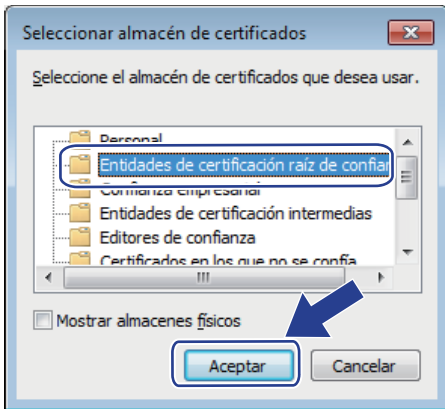 Seleccionar almacén de certificados
Seleccione el almacén de certificados que desea usar.
Personal
Entidades de certificación raíz de confian
Confianza empresarial
Entidades de certificación intermedias
Editores de confianza
Certificados en los que no se confía
Mostrar almacenes físicos
Aceptar
Cancelar